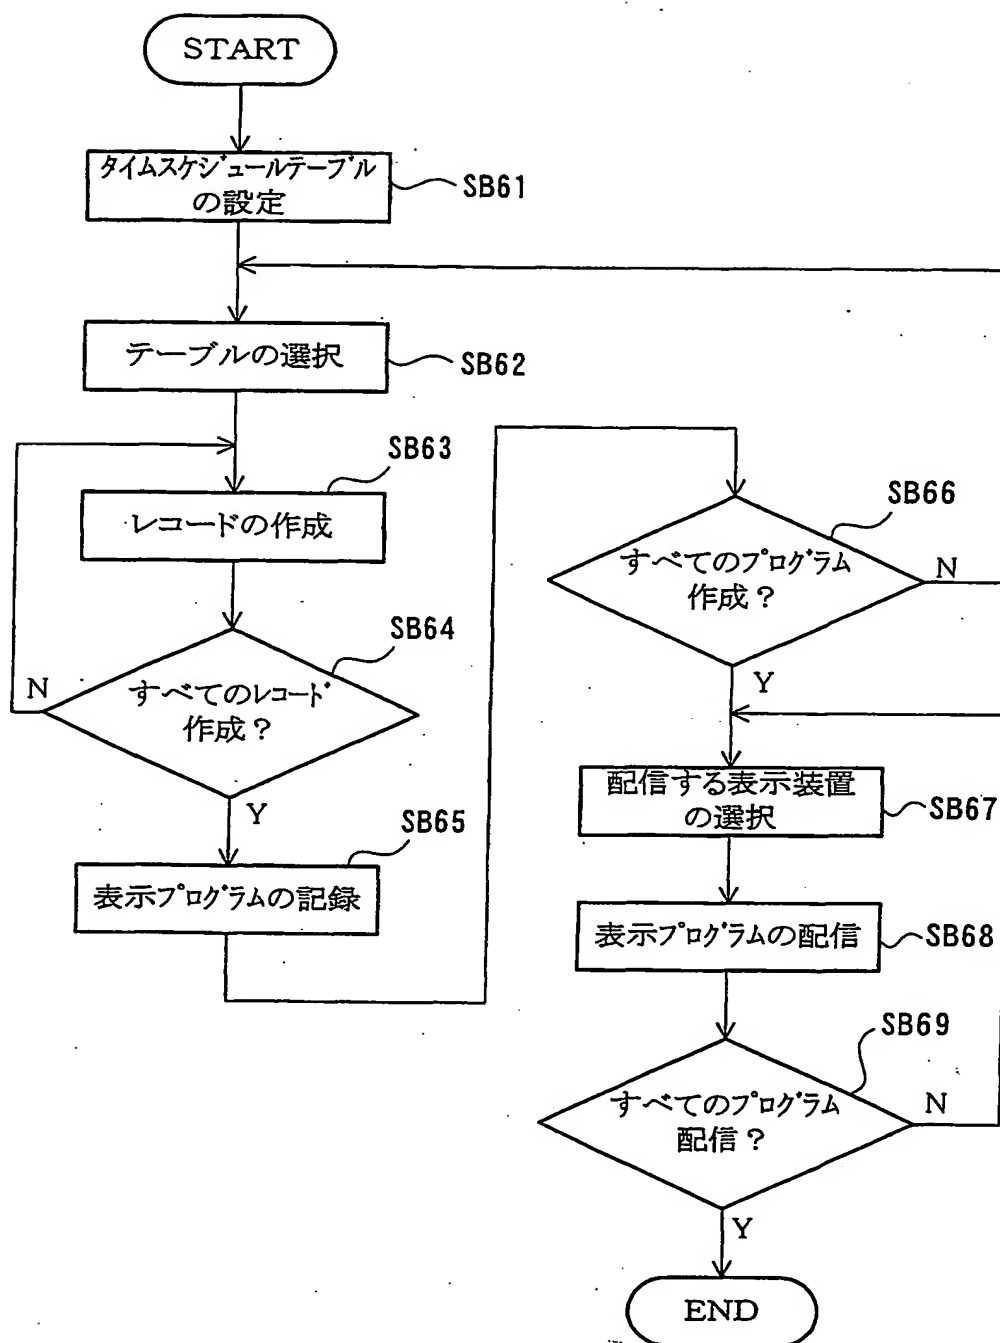 START
タイムスケジュールテーブル
の設定
SB61
テーブルの選択
SB62
SB63
レコードの作成
SB64
N
すべてのレコード
作成?
Y
SB65
表示プログラムの記録
SB66
すべてのプログラム
作成?
N
Y
配信する表示装置
の選択
SB67
表示プログラムの配信
SB68
SB69
すべてのプログラム
配信?
N
Y
END